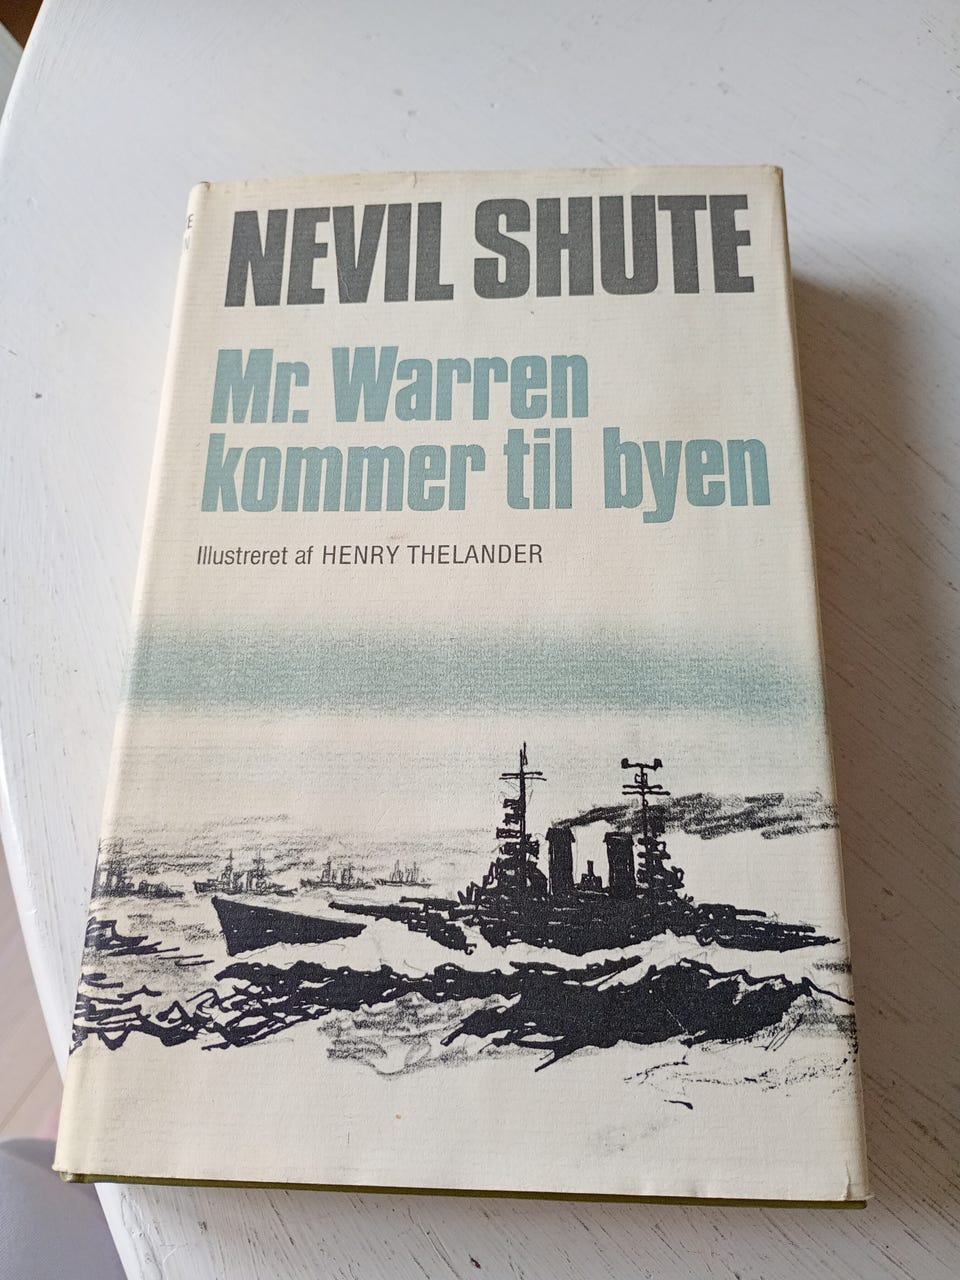 NEVIL SHUTE
Mr. Warren
kommer til byen
Illustreret af HENRY THELANDER